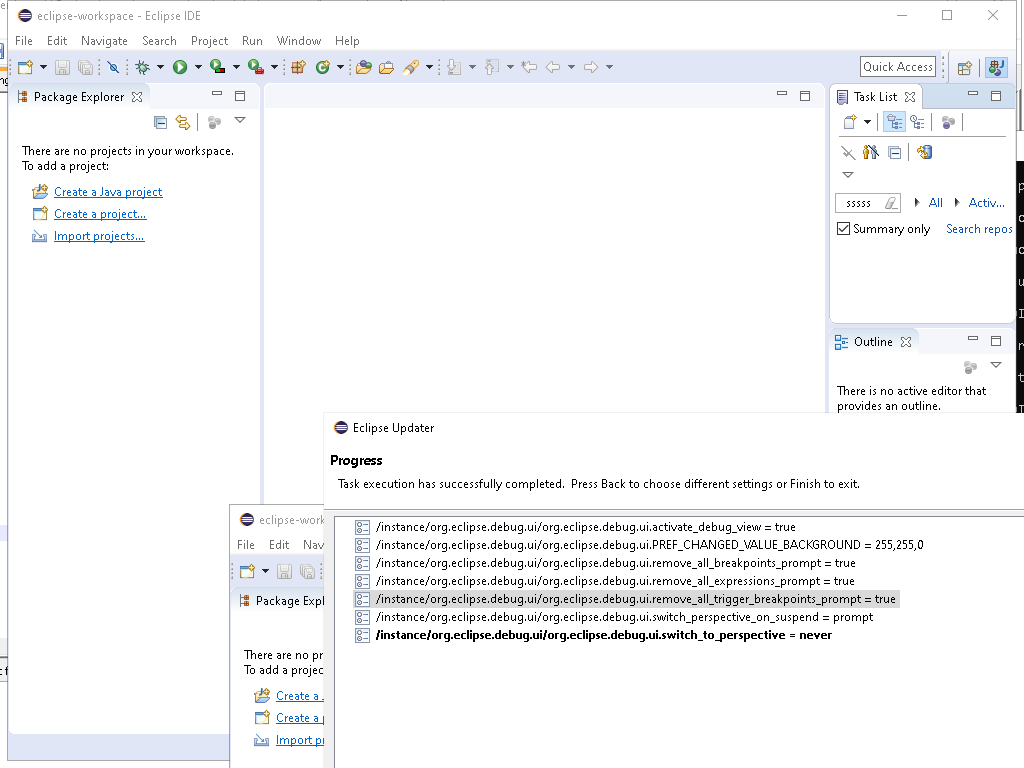 eclipse-workspace - Eclipse IDE
File Edit Navigate Search Project Run Window Help
Quick Access
Package Explorer
There are no projects in your workspace.
To add a project:
Create a Java project
Create a project...
Import projects...
Task List
sssss All Activ...
Summary only Search repos
Outline
There is no active editor that
provides an outline.
Eclipse Updater
Progress
Task execution has successfully completed. Press Back to choose different settings or Finish to exit.
/instance/org.eclipse.debug.ui/org.eclipse.debug.ui.activate_debug_view = true
/instance/org.eclipse.debug.ui/org.eclipse.debug.ui.PREF_CHANGED_VALUE_BACKGROUND = 255,255,0
/instance/org.eclipse.debug.ui/org.eclipse.debug.ui.remove_all_breakpoints_prompt = true
/instance/org.eclipse.debug.ui/org.eclipse.debug.ui.remove_all_expressions_prompt = true
/instance/org.eclipse.debug.ui/org.eclipse.debug.ui.remove_all_trigger_breakpoints_prompt = true
/instance/org.eclipse.debug.ui/org.eclipse.debug.ui.switch_perspective_on_suspend = prompt
/instance/org.eclipse.debug.ui/org.eclipse.debug.ui.switch_to_perspective = never
eclipse-work
File Edit Nav
Package Expl
There are no pr
To add a projec
Create a
Create a p
Import pr